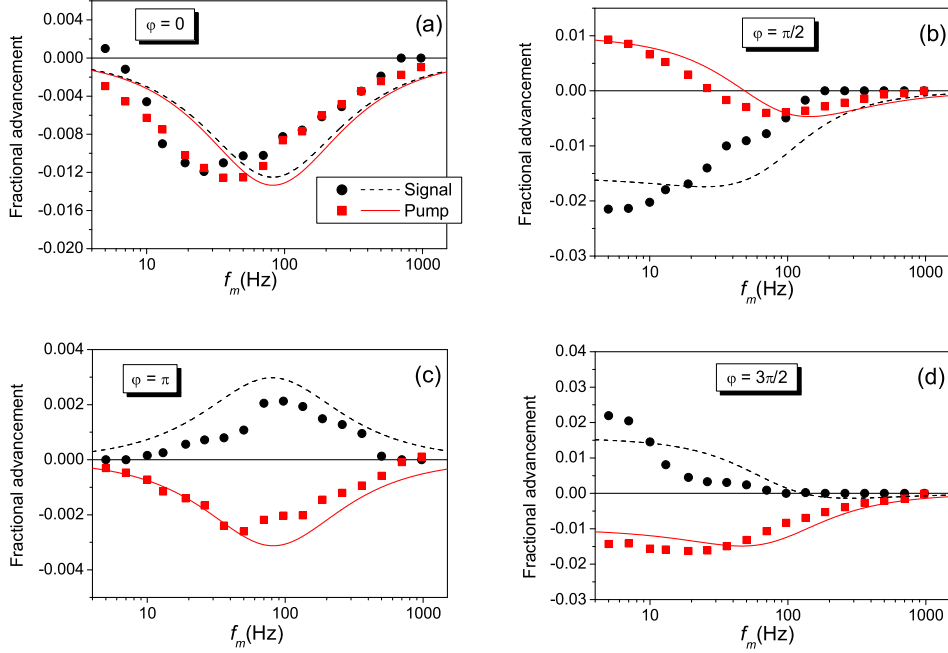 (a)
φ = 0
0.004
0.000
-0.004
-0.008
-0.012
-0.016
-0.020
Fractional advancement
10
100
1000
f_m(Hz)
Signal
Pump
(b)
φ = π/2
0.01
0.00
-0.01
-0.02
-0.03
Fractional advancement
10
100
1000
f_m(Hz)
(c)
φ = π
0.004
0.002
0.000
-0.002
-0.004
Fractional advancement
10
100
1000
f_m(Hz)
(d)
φ = 3π/2
0.04
0.03
0.02
0.01
0.00
-0.01
-0.02
-0.03
Fractional advancement
10
100
1000
f_m(Hz)